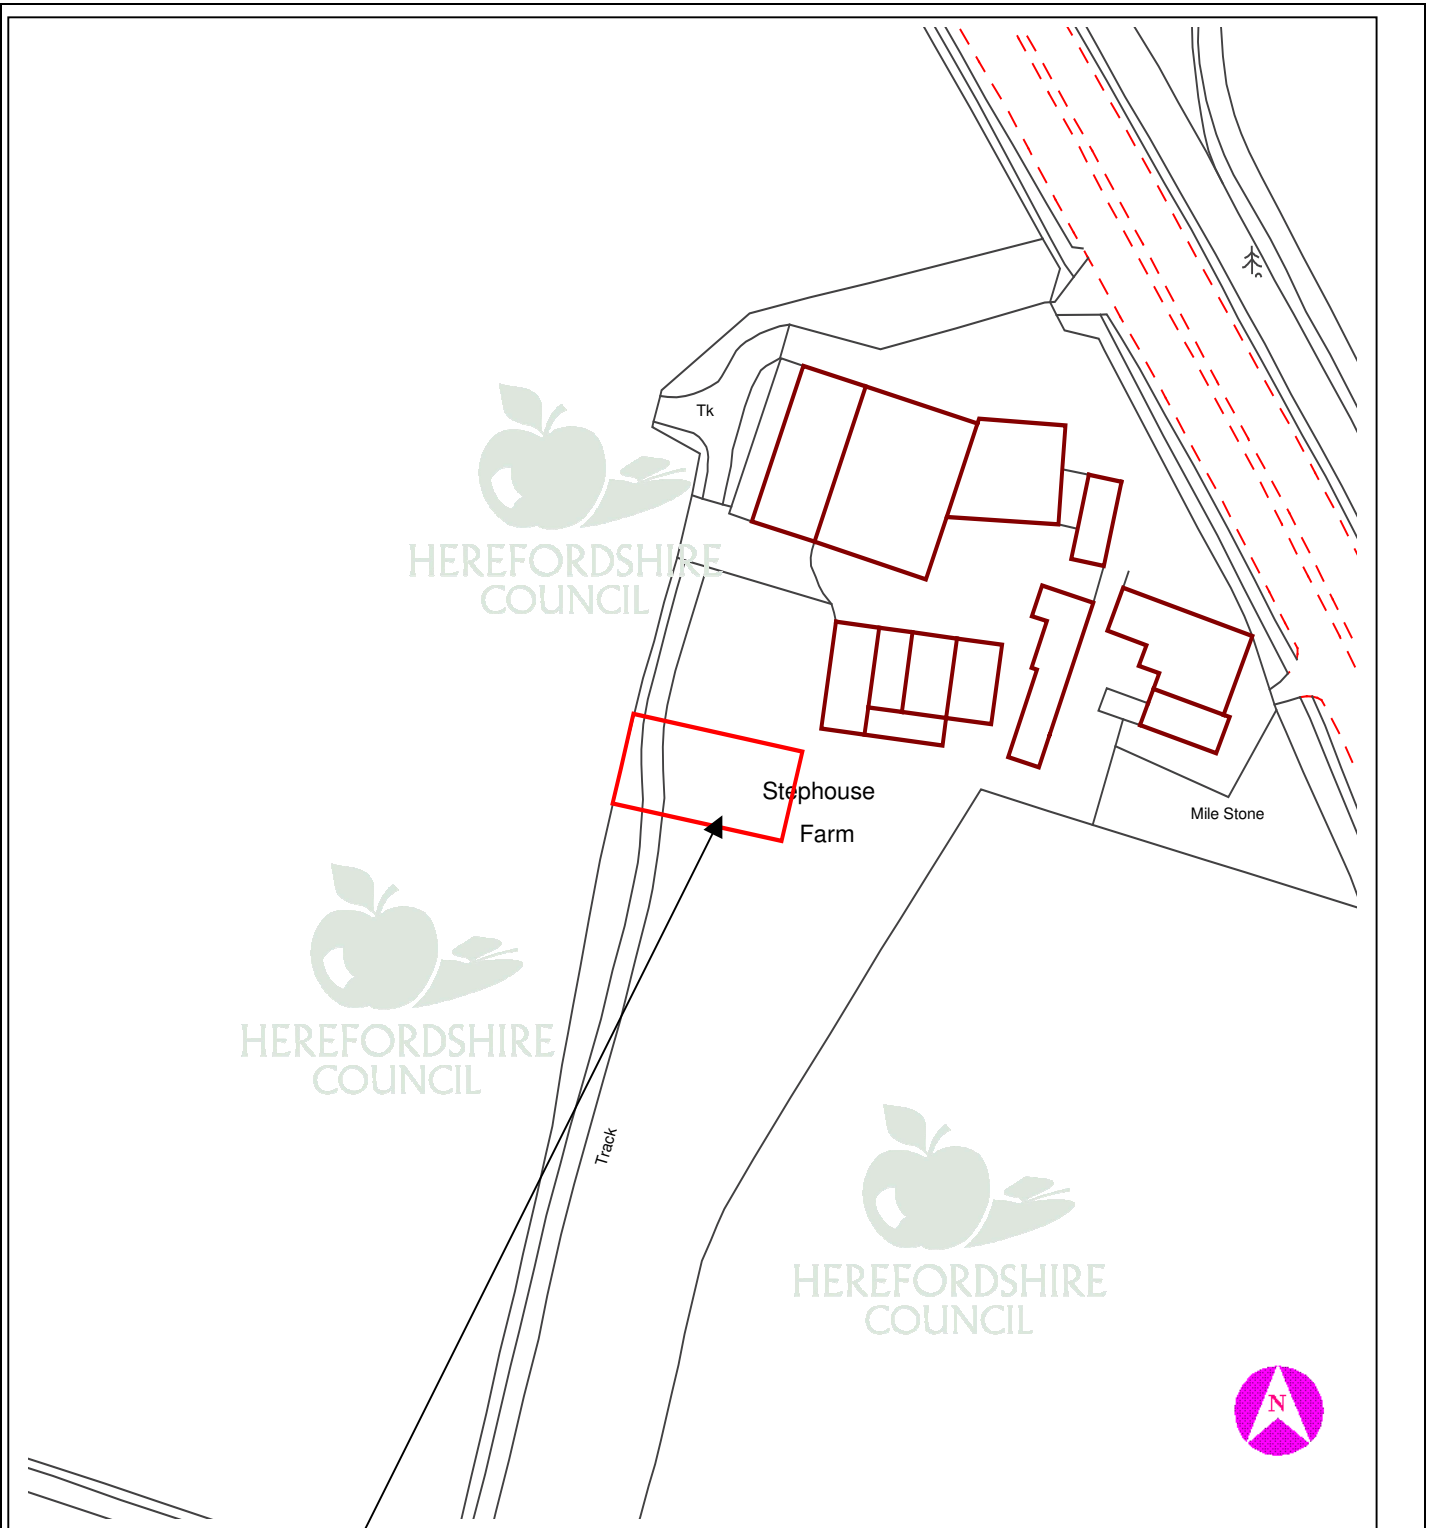 Tk
HEREFORDSHIRE
COUNCIL
Stephouse
Farm
Mile Stone
HEREFORDSHIRE
COUNCIL
Track
HEREFORDSHIRE
COUNCIL
N